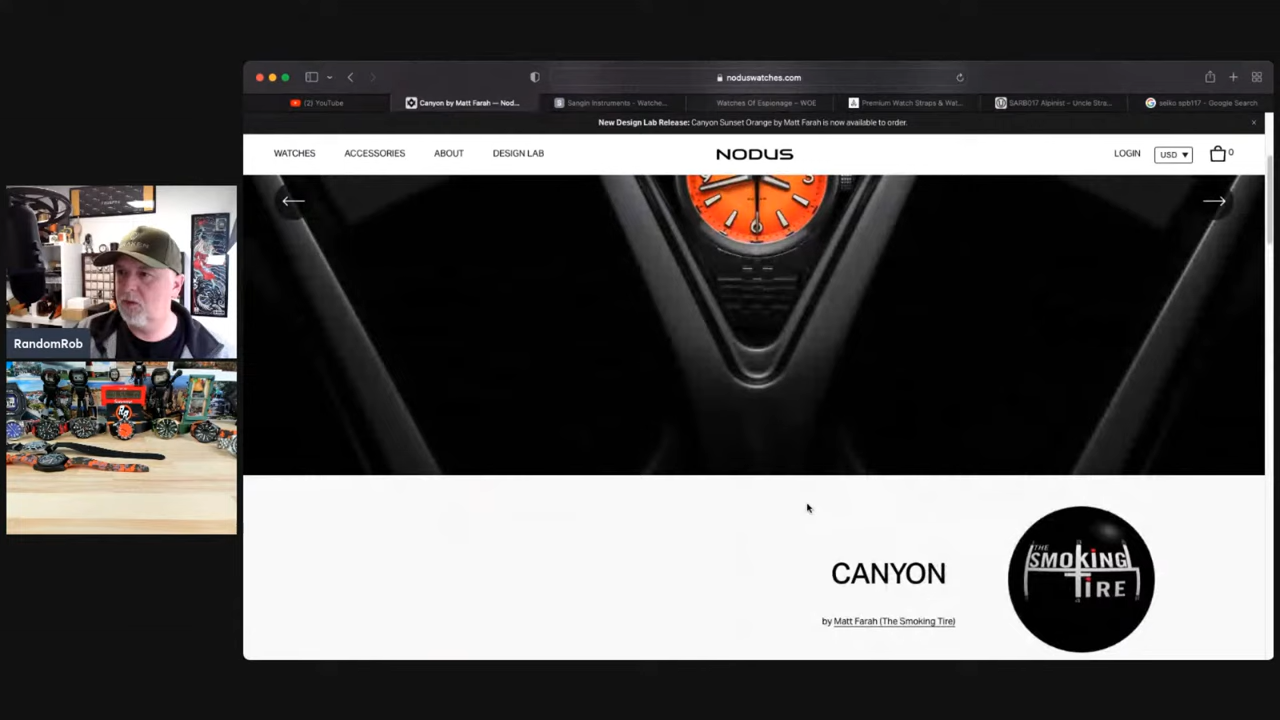 noduswatches.com
(2) YouTube
Canyon by Matt Farah — Nod...
Sangin Instruments - Watche...
Watches Of Espionage – WOE
Premium Watch Straps & Wat...
SARB017 Alpinist – Uncle Stra...
seiko spb117 - Google Search
New Design Lab Release: Canyon Sunset Orange by Matt Farah is now available to order.
WATCHES
ACCESSORIES
ABOUT
DESIGN LAB
NODUS
LOGIN
USD
0
RandomRob
CANYON
by Matt Farah (The Smoking Tire)
THE
SMOKING
TIRE